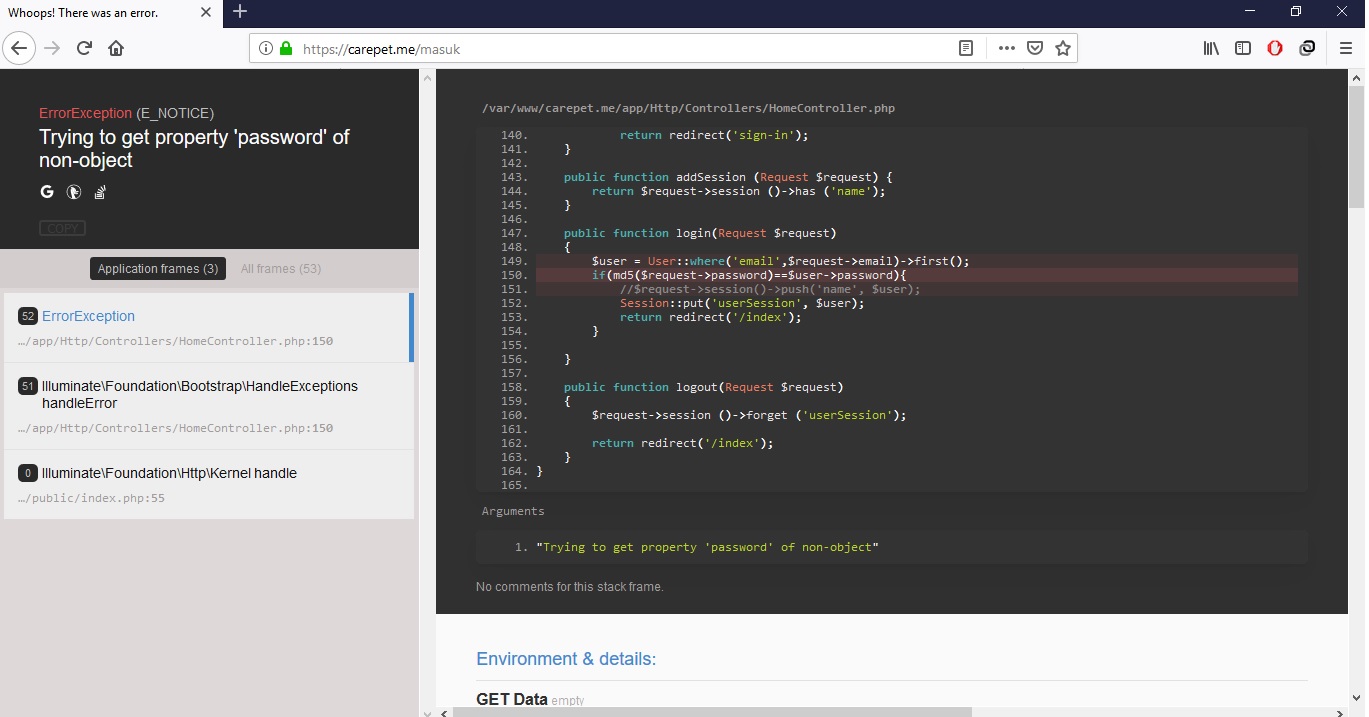 Whoops! There was an error.
https://carepet.me/masuk
ErrorException (E_NOTICE)
Trying to get property 'password' of
non-object
COPY
Application frames (3)
All frames (53)
52 ErrorException
…/app/Http/Controllers/HomeController.php:150
51 Illuminate\Foundation\Bootstrap\HandleExceptions
handleError
…/app/Http/Controllers/HomeController.php:150
0 Illuminate\Foundation\Http\Kernel handle
…/public/index.php:55
/var/www/carepet.me/app/Http/Controllers/HomeController.php
140.             return redirect('sign-in');
141.     }
142.
143.     public function addSession (Request $request) {
144.         return $request->session ()->has ('name');
145.     }
146.
147.     public function login(Request $request)
148.     {
149.         $user = User::where('email',$request->email)->first();
150.         if(md5($request->password)==$user->password){
151.             //$request->session()->push('name', $user);
152.             Session::put('userSession', $user);
153.             return redirect('/index');
154.         }
155.
156.     }
157.
158.     public function logout(Request $request)
159.     {
160.         $request->session ()->forget ('userSession');
161.
162.         return redirect('/index');
163.     }
164. }
165.
Arguments
1. "Trying to get property 'password' of non-object"
No comments for this stack frame.
Environment & details:
GET Data empty